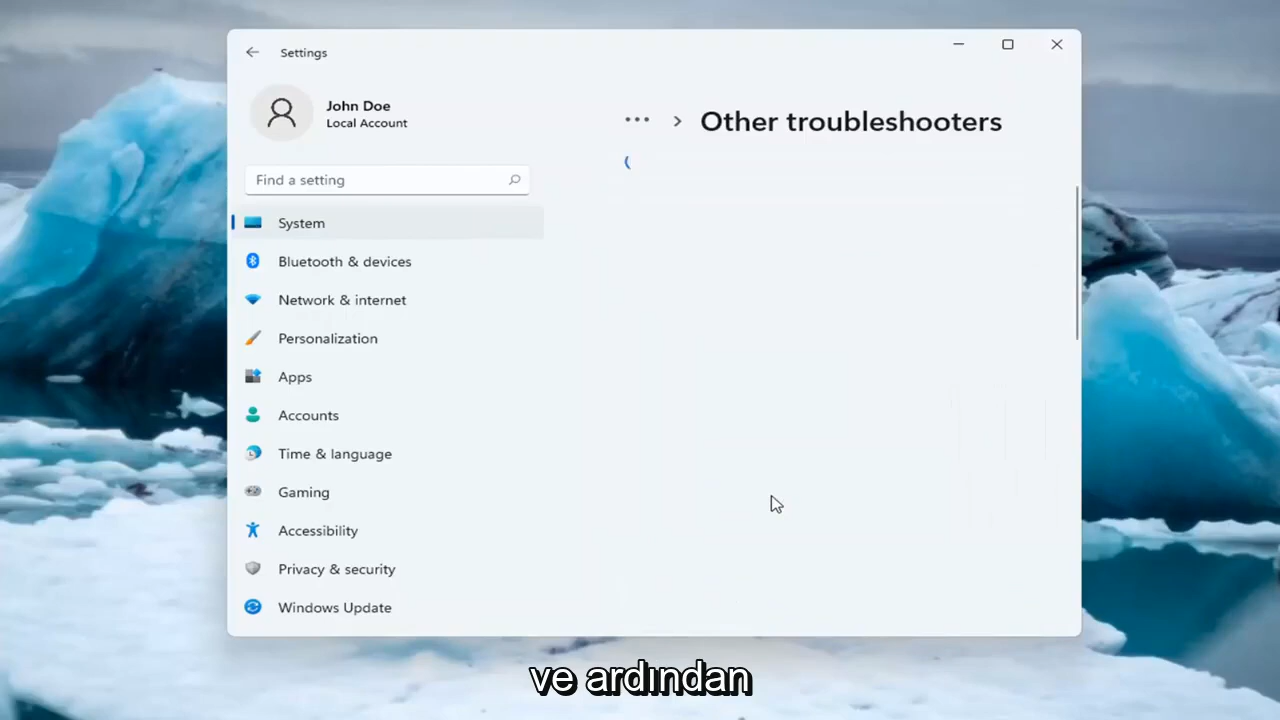 Settings
John Doe
Local Account
Find a setting
System
Bluetooth & devices
Network & internet
Personalization
Apps
Accounts
Time & language
Gaming
Accessibility
Privacy & security
Windows Update
... > Other troubleshooters
ve ardından